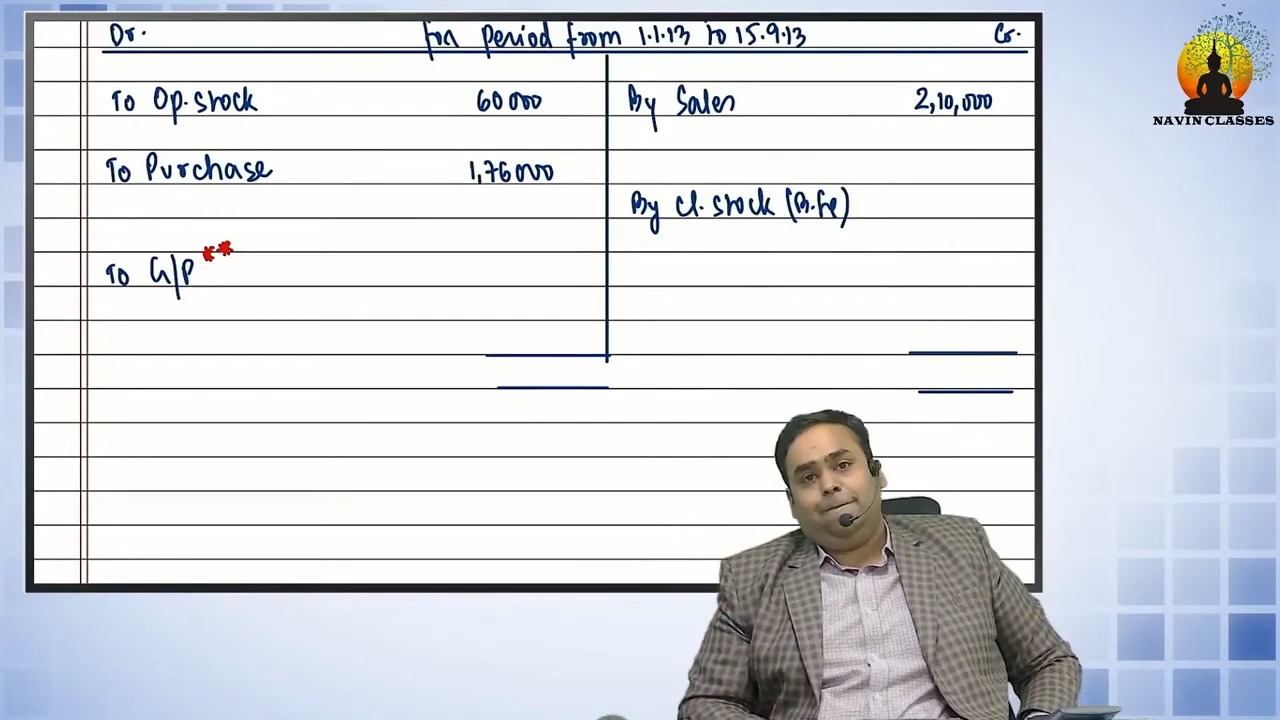 Dr. for Period from 1.1.13 to 15.9.13 Cr.
To Op. stock 60000 By Sales 2,10,000
To Purchase 1,76000
By Cl. stock (B.fe)
To G/P **
NAVIN CLASSES